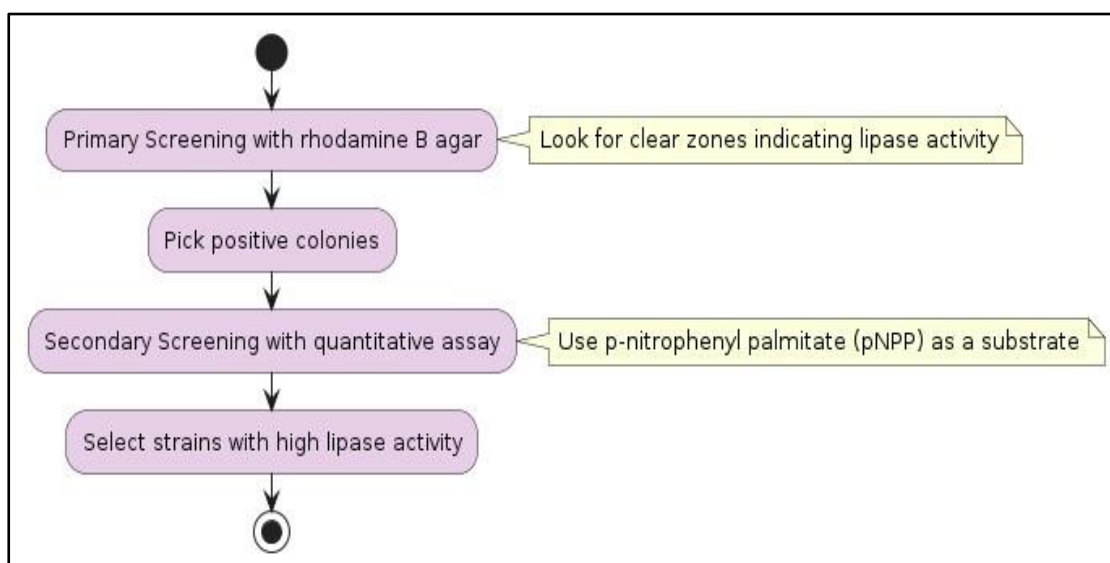 Primary Screening with rhodamine B agar
Look for clear zones indicating lipase activity
Pick positive colonies
Secondary Screening with quantitative assay
Use p-nitrophenyl palmitate (pNPP) as a substrate
Select strains with high lipase activity